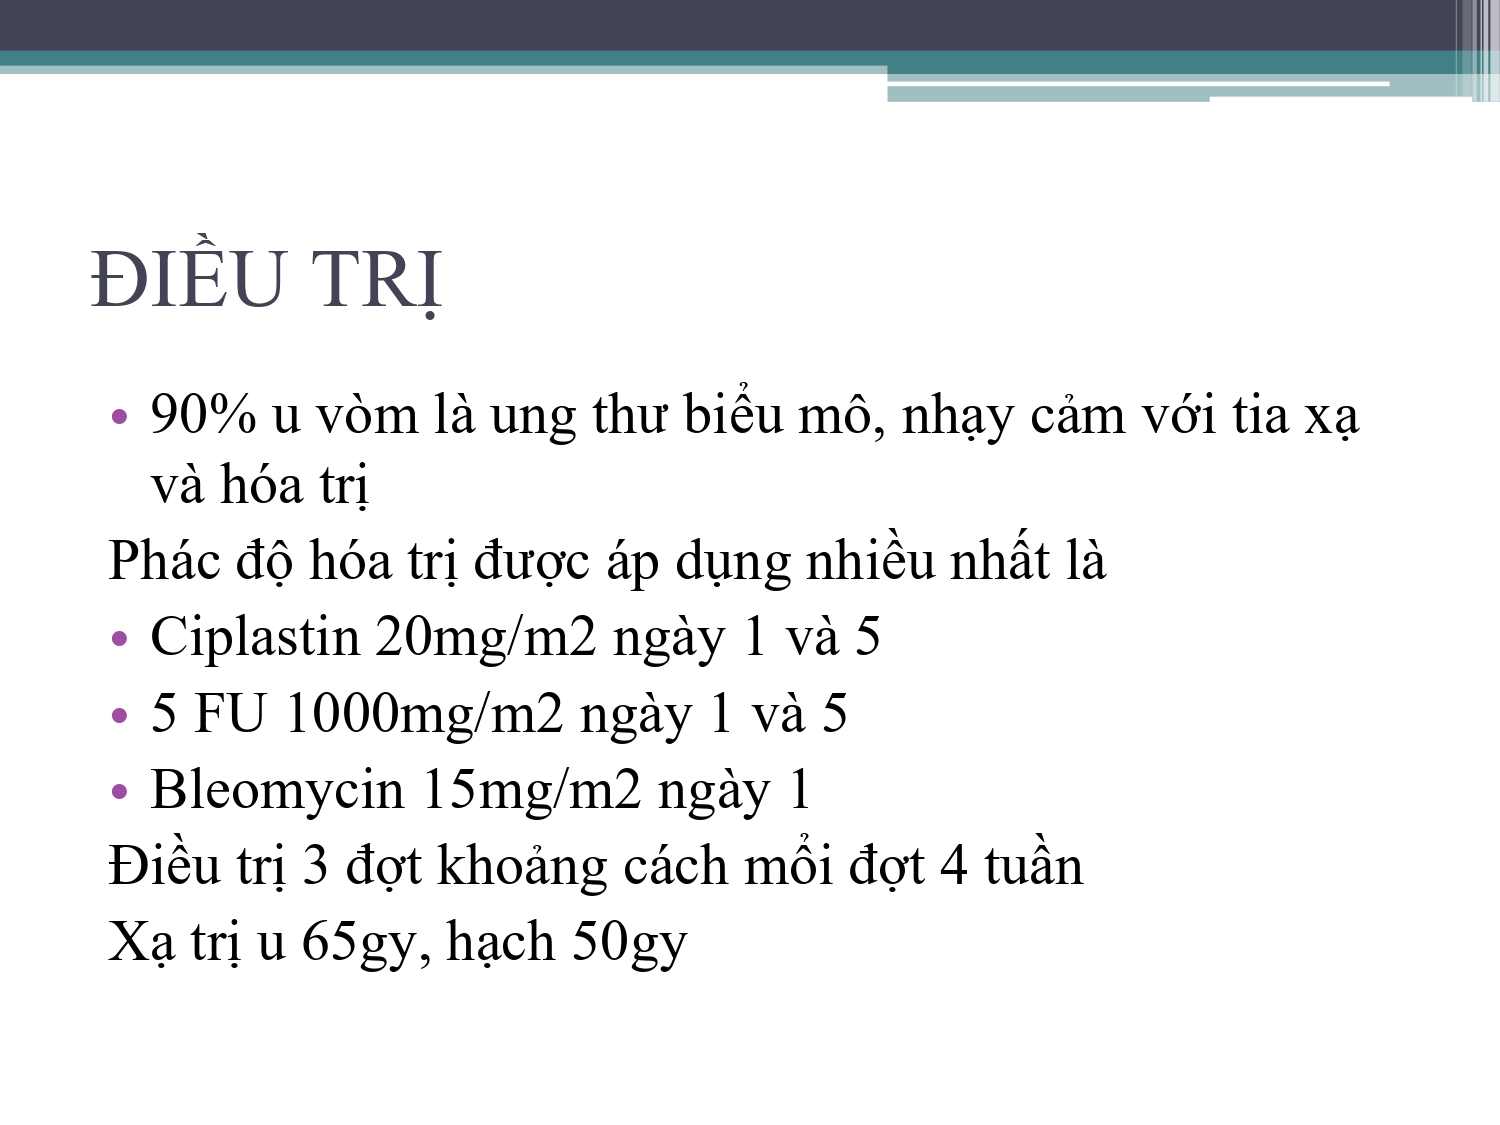 ĐIỀU TRỊ
• 90% u vòm là ung thư biểu mô, nhạy cảm với tia xạ
và hóa trị
Phác độ hóa trị được áp dụng nhiều nhất là
• Ciplastin 20mg/m2 ngày 1 và 5
• 5 FU 1000mg/m2 ngày 1 và 5
• Bleomycin 15mg/m2 ngày 1
Điều trị 3 đợt khoảng cách mổi đợt 4 tuần
Xạ trị u 65gy, hạch 50gy